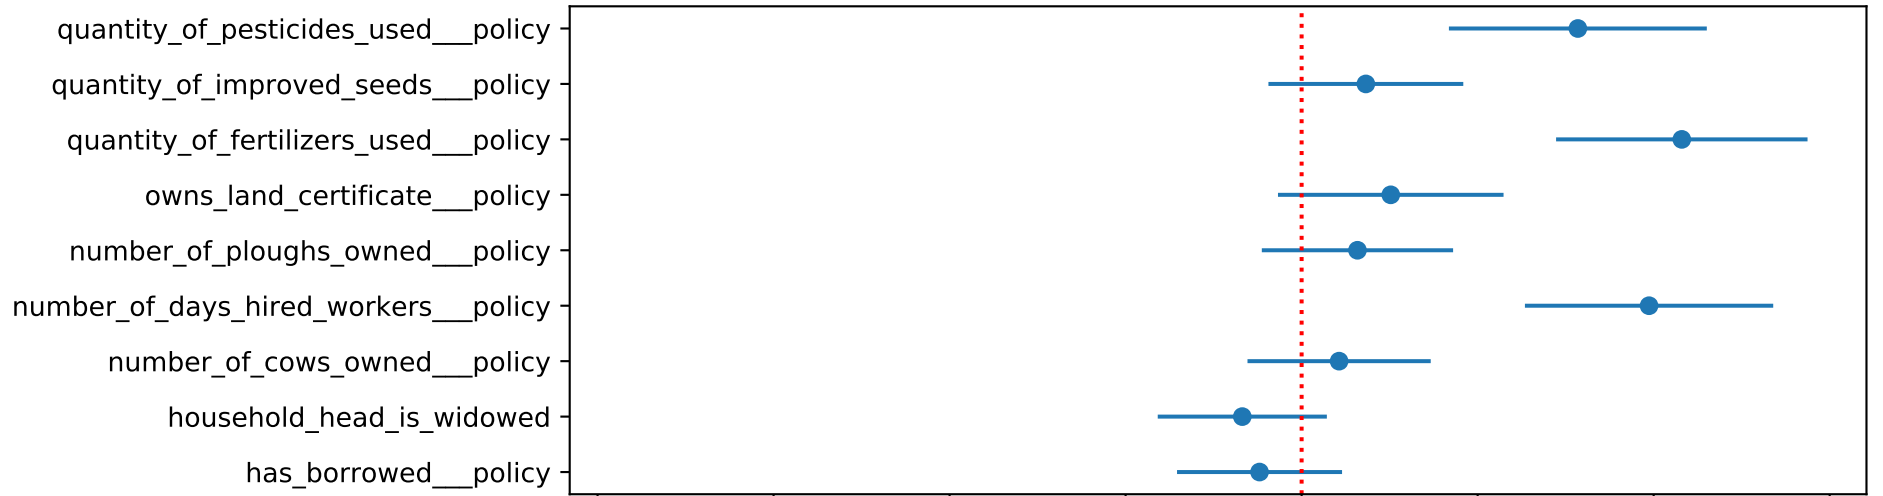 quantity_of_pesticides_used___policy
quantity_of_improved_seeds___policy
quantity_of_fertilizers_used___policy
owns_land_certificate___policy
number_of_ploughs_owned___policy
number_of_days_hired_workers___policy
number_of_cows_owned___policy
household_head_is_widowed
has_borrowed___policy